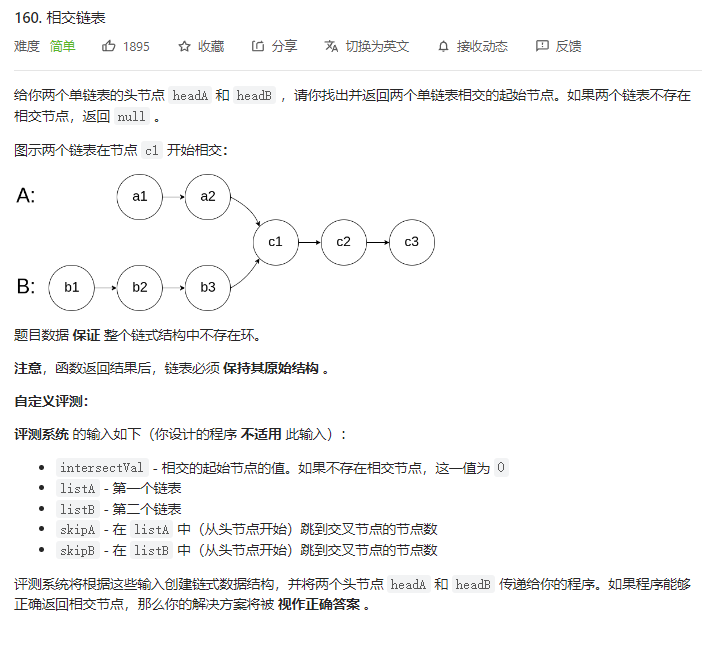 160. 相交链表
难度 简单 1895 收藏 分享 切换为英文 接收动态 反馈
给你两个单链表的头节点 headA 和 headB ，请你找出并返回两个单链表相交的起始节点。如果两个链表不存在
相交节点，返回 null 。
图示两个链表在节点 c1 开始相交：
A: a1 a2
c1 c2 c3
B: b1 b2 b3
题目数据 保证 整个链式结构中不存在环。
注意，函数返回结果后，链表必须 保持其原始结构 。
自定义评测：
评测系统 的输入如下（你设计的程序 不适用 此输入）：
intersectVal - 相交的起始节点的值。如果不存在相交节点，这一值为 0
listA - 第一个链表
listB - 第二个链表
skipA - 在 listA 中（从头节点开始）跳到交叉节点的节点数
skipB - 在 listB 中（从头节点开始）跳到交叉节点的节点数
评测系统将根据这些输入创建链式数据结构，并将两个头节点 headA 和 headB 传递给你的程序。如果程序能够
正确返回相交节点，那么你的解决方案将被 视作正确答案 。